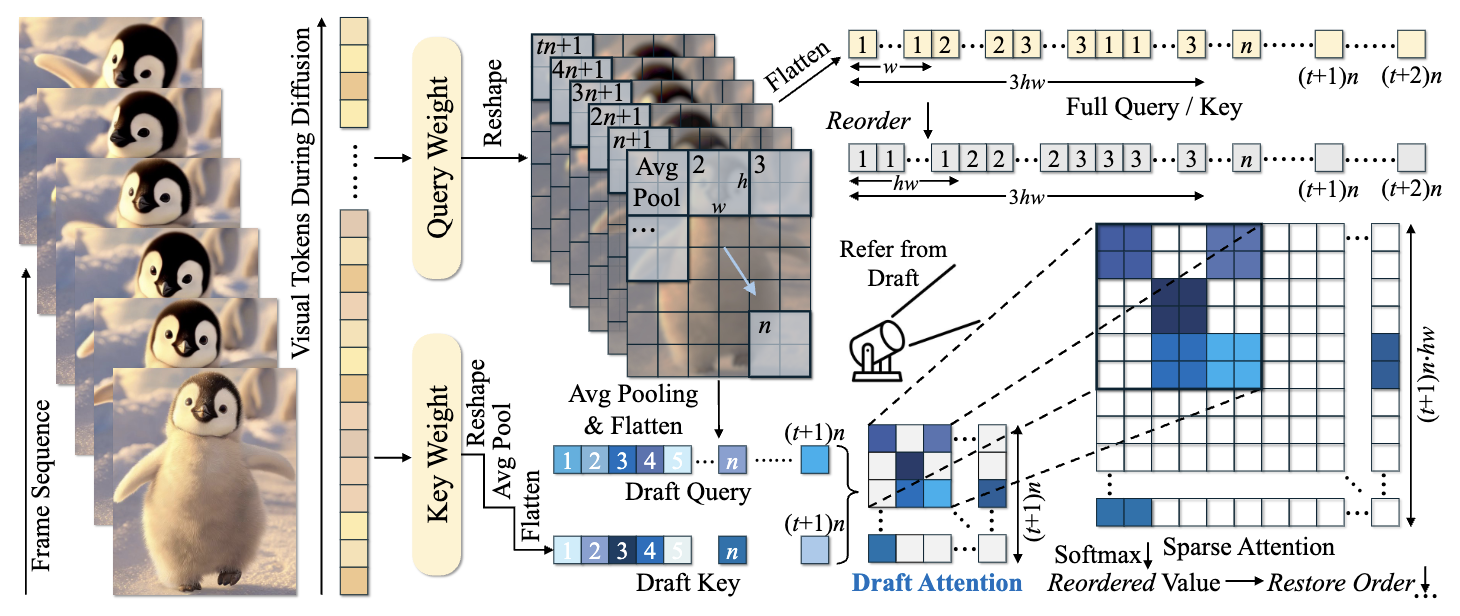 Frame Sequence
Visual Tokens During Diffusion
Query Weight
Key Weight
Reshape
Reshape
Avg Pool
Flatten
tn+1
4n+1
3n+1
2n+1
n+1
Avg Pool
2
h
3
w
...
n
Flatten
1 ... 1 2 ... 2 3 ... 3 1 1 ... 3 ... n ...... ......
w
3hw
(t+1)n
(t+2)n
Full Query / Key
Reorder
1 1 ... 1 2 2 ... 2 3 3 3 ... 3 ... n ...... ......
hw
3hw
(t+1)n
(t+2)n
Refer from
Draft
Avg Pooling
& Flatten
(t+1)n
1 2 3 4 5 ... n ......
Draft Query
(t+1)n
1 2 3 4 5 n
Draft Key
(t+1)n
Draft Attention
(t+1)n·hw
Sparse Attention
Softmax
Reordered Value
Restore Order
...